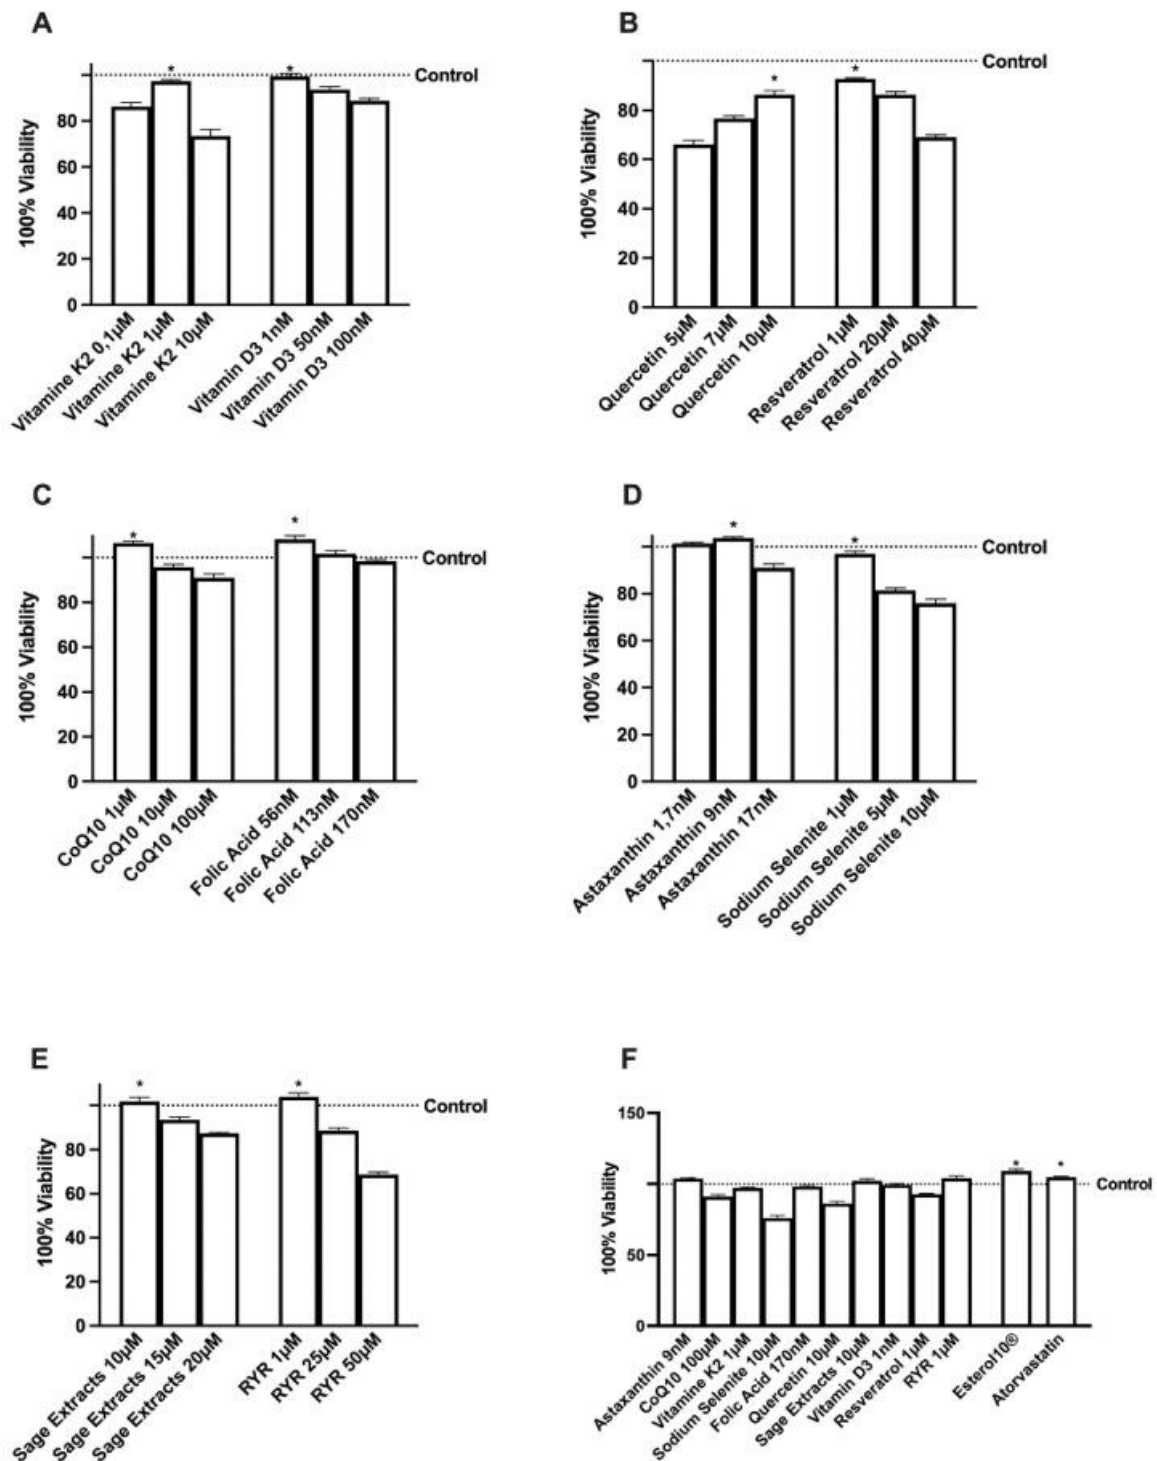 A
100% Viability
80
60
40
20
0
*
*
Control
Vitamine K2 0,1µM
Vitamine K2 1µM
Vitamine K2 10µM
Vitamin D3 1nM
Vitamin D3 50nM
Vitamin D3 100nM
B
100% Viability
80
60
40
20
0
*
*
Control
Quercetin 5µM
Quercetin 7µM
Quercetin 10µM
Resveratrol 1µM
Resveratrol 20µM
Resveratrol 40µM
C
100% Viability
80
60
40
20
0
*
*
Control
CoQ10 1µM
CoQ10 10µM
CoQ10 100µM
Folic Acid 56nM
Folic Acid 113nM
Folic Acid 170nM
D
100% Viability
80
60
40
20
0
*
*
Control
Astaxanthin 1,7nM
Astaxanthin 9nM
Astaxanthin 17nM
Sodium Selenite 1µM
Sodium Selenite 5µM
Sodium Selenite 10µM
E
100% Viability
80
60
40
20
0
*
*
Control
Sage Extracts 10µM
Sage Extracts 15µM
Sage Extracts 20µM
RYR 1µM
RYR 25µM
RYR 50µM
F
100% Viability
150
50
0
*
*
Control
Astaxanthin 9nM
CoQ10 100µM
Vitamine K2 1µM
Sodium Selenite 10µM
Folic Acid 170nM
Quercetin 10µM
Sage Extracts 10µM
Vitamin D3 1nM
Resveratrol 1µM
RYR 1µM
Esterol10®
Atorvastatin